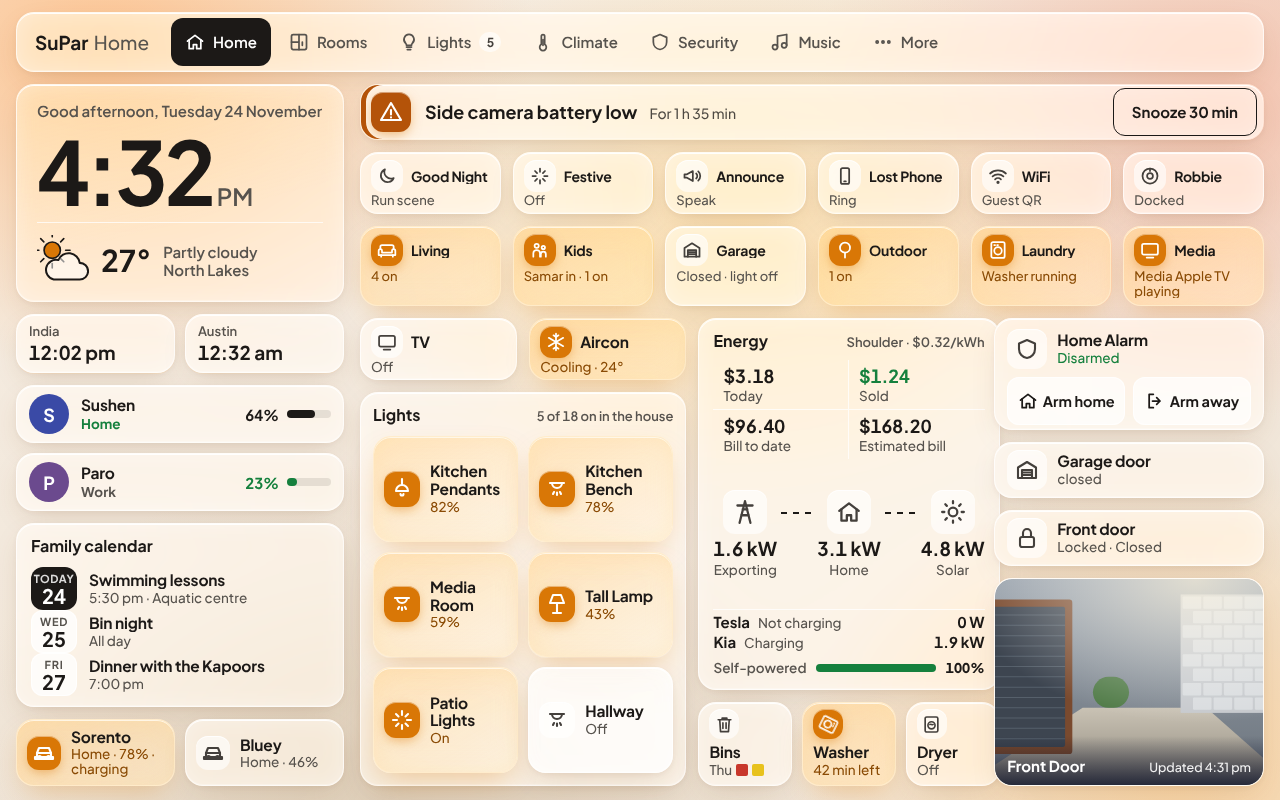 SuPar Home
Home
Rooms
Lights 5
Climate
Security
Music
More
Good afternoon, Tuesday 24 November
4:32 PM
27°
Partly cloudy
North Lakes
India
12:02 pm
Austin
12:32 am
S
Sushen
Home
64%
P
Paro
Work
23%
Family calendar
TODAY
24
Swimming lessons
5:30 pm · Aquatic centre
WED
25
Bin night
All day
FRI
27
Dinner with the Kapoors
7:00 pm
Sorento
Home · 78% ·
charging
Bluey
Home · 46%
Side camera battery low For 1 h 35 min
Snooze 30 min
Good Night
Run scene
Festive
Off
Announce
Speak
Lost Phone
Ring
WiFi
Guest QR
Robbie
Docked
Living
4 on
Kids
Samar in · 1 on
Garage
Closed · light off
Outdoor
1 on
Laundry
Washer running
Media
Media Apple TV
playing
TV
Off
Aircon
Cooling · 24°
Lights
5 of 18 on in the house
Kitchen
Pendants
82%
Kitchen
Bench
78%
Media
Room
59%
Tall Lamp
43%
Patio
Lights
On
Hallway
Off
Energy
Shoulder · $0.32/kWh
$3.18
Today
$1.24
Sold
$96.40
Bill to date
$168.20
Estimated bill
1.6 kW
Exporting
3.1 kW
Home
4.8 kW
Solar
Tesla Not charging 0 W
Kia Charging 1.9 kW
Self-powered 100%
Bins
Thu
Washer
42 min left
Dryer
Off
Home Alarm
Disarmed
Arm home
Arm away
Garage door
closed
Front door
Locked · Closed
Front Door
Updated 4:31 pm